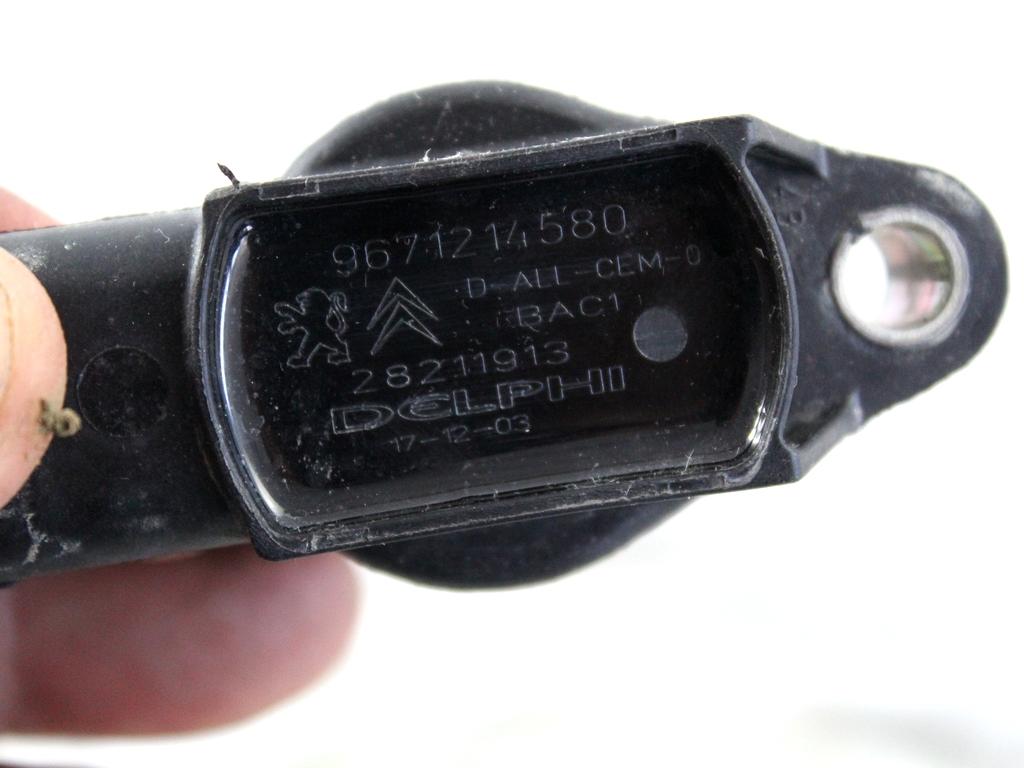 9671214580
D-ALL-CEM-0
BAC1
28211913
DELPHI
17-12-03